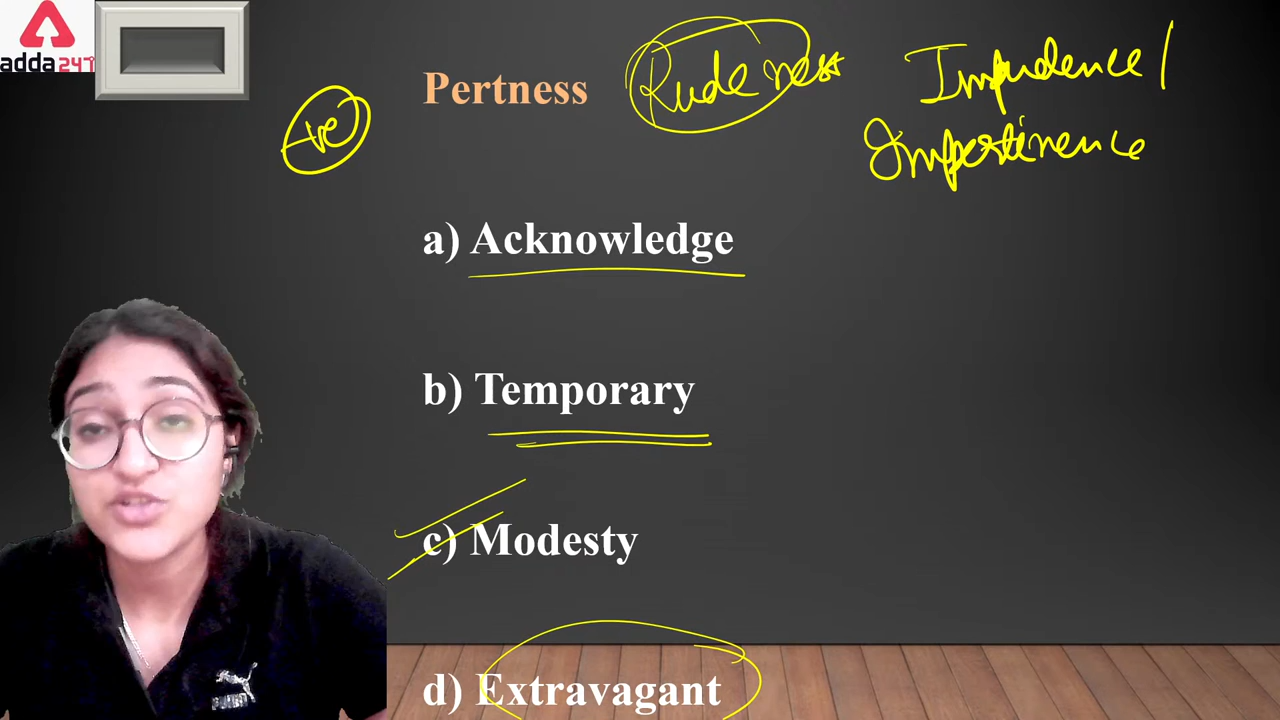 adda247
Pertness Rudeness Impudence /
+ve Impertinence
a) Acknowledge
b) Temporary
c) Modesty
d) Extravagant
PUMA